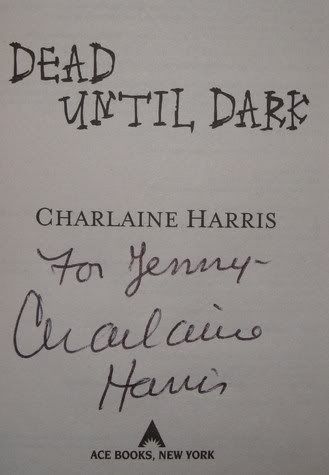 DEAD
UNTIL DARK
CHARLAINE HARRIS
For Jenny-
Charlaine
Harris
ACE BOOKS, NEW YORK